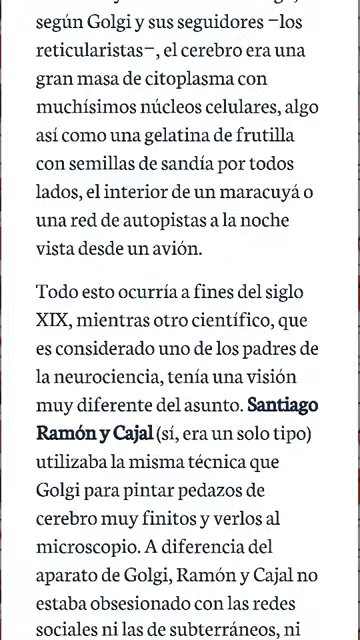 según Golgi y sus seguidores –los
reticularistas–, el cerebro era una
gran masa de citoplasma con
muchísimos núcleos celulares, algo
así como una gelatina de frutilla
con semillas de sandía por todos
lados, el interior de un maracuyá o
una red de autopistas a la noche
vista desde un avión.
Todo esto ocurría a fines del siglo
XIX, mientras otro científico, que
es considerado uno de los padres de
la neurociencia, tenía una visión
muy diferente del asunto. Santiago
Ramón y Cajal (sí, era un solo tipo)
utilizaba la misma técnica que
Golgi para pintar pedazos de
cerebro muy finitos y verlos al
microscopio. A diferencia del
aparato de Golgi, Ramón y Cajal no
estaba obsesionado con las redes
sociales ni las de subterráneos, ni